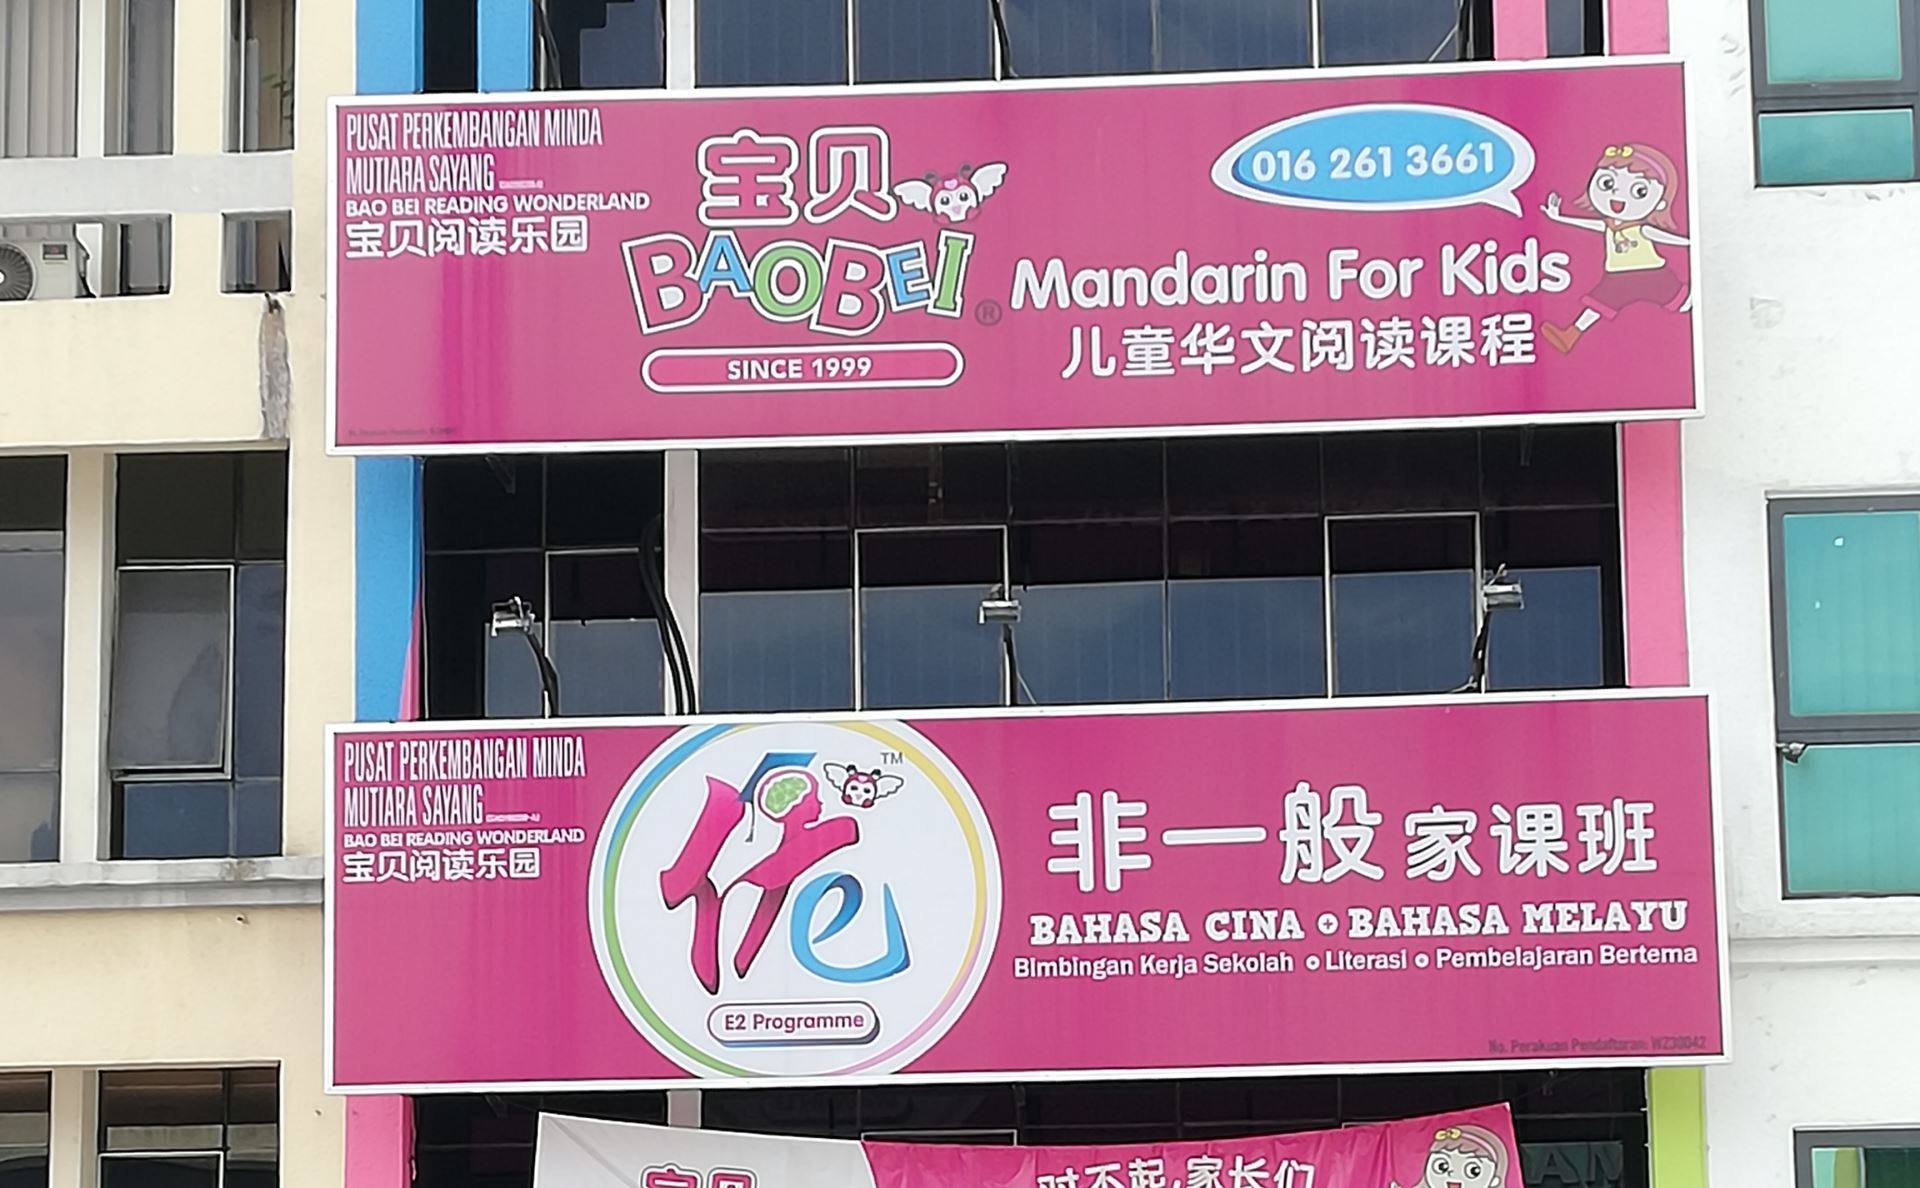 PUSAT PERKEMBANGAN MINDA
MUTIARA SAYANG
BAO BEI READING WONDERLAND
宝贝阅读乐园
宝贝
BAOBEI ®
SINCE 1999
016 261 3661
Mandarin For Kids
儿童华文阅读课程
PUSAT PERKEMBANGAN MINDA
MUTIARA SAYANG
BAO BEI READING WONDERLAND
宝贝阅读乐园
TM
E2 Programme
非一般家课班
BAHASA CINA + BAHASA MELAYU
Bimbingan Kerja Sekolah o Literasi o Pembelajaran Bertema
No. Perakuan Pendaftaran: WZ30042
宝贝
对不起,家长们